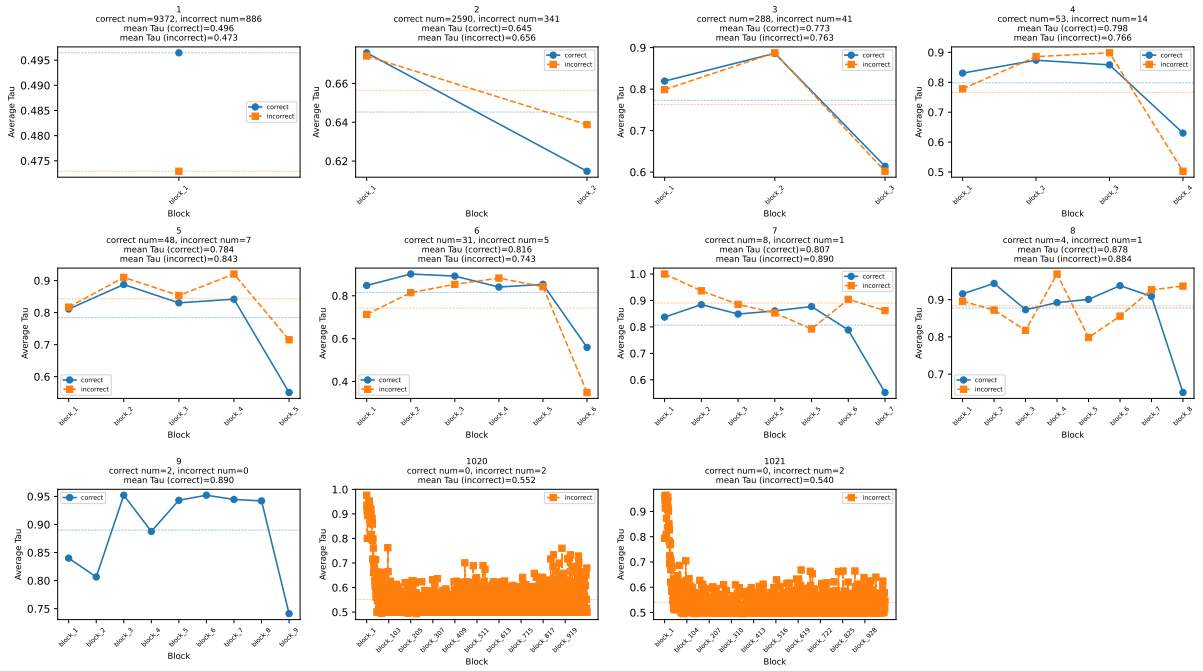 1
correct num=9372, incorrect num=886
mean Tau (correct)=0.496
mean Tau (incorrect)=0.473
0.495
0.490
0.485
0.480
0.475
Average Tau
correct
incorrect
block_1
Block
2
correct num=2590, incorrect num=341
mean Tau (correct)=0.645
mean Tau (incorrect)=0.656
0.66
0.64
0.62
Average Tau
correct
incorrect
block_1
block_2
Block
3
correct num=288, incorrect num=41
mean Tau (correct)=0.773
mean Tau (incorrect)=0.763
0.9
0.8
0.7
0.6
Average Tau
correct
incorrect
block_1
block_2
block_3
Block
4
correct num=53, incorrect num=14
mean Tau (correct)=0.798
mean Tau (incorrect)=0.766
0.9
0.8
0.7
0.6
0.5
Average Tau
correct
incorrect
block_1
block_2
block_3
block_4
Block
5
correct num=48, incorrect num=7
mean Tau (correct)=0.784
mean Tau (incorrect)=0.843
0.9
0.8
0.7
0.6
Average Tau
correct
incorrect
block_1
block_2
block_3
block_4
block_5
Block
6
correct num=31, incorrect num=5
mean Tau (correct)=0.816
mean Tau (incorrect)=0.743
0.8
0.6
0.4
Average Tau
correct
incorrect
block_1
block_2
block_3
block_4
block_5
block_6
Block
7
correct num=8, incorrect num=1
mean Tau (correct)=0.807
mean Tau (incorrect)=0.890
1.0
0.9
0.8
0.7
0.6
Average Tau
correct
incorrect
block_1
block_2
block_3
block_4
block_5
block_6
block_7
Block
8
correct num=4, incorrect num=1
mean Tau (correct)=0.878
mean Tau (incorrect)=0.884
0.9
0.8
0.7
Average Tau
correct
incorrect
block_1
block_2
block_3
block_4
block_5
block_6
block_7
block_8
Block
9
correct num=2, incorrect num=0
mean Tau (correct)=0.890
0.95
0.90
0.85
0.80
0.75
Average Tau
correct
block_1
block_2
block_3
block_4
block_5
block_6
block_7
block_8
block_9
Block
1020
correct num=0, incorrect num=2
mean Tau (incorrect)=0.552
1.0
0.9
0.8
0.7
0.6
0.5
Average Tau
incorrect
block_1
block_103
block_205
block_307
block_409
block_511
block_613
block_715
block_817
block_919
Block
1021
correct num=0, incorrect num=2
mean Tau (incorrect)=0.540
0.9
0.8
0.7
0.6
0.5
Average Tau
incorrect
block_1
block_104
block_207
block_310
block_413
block_516
block_619
block_722
block_825
block_928
Block